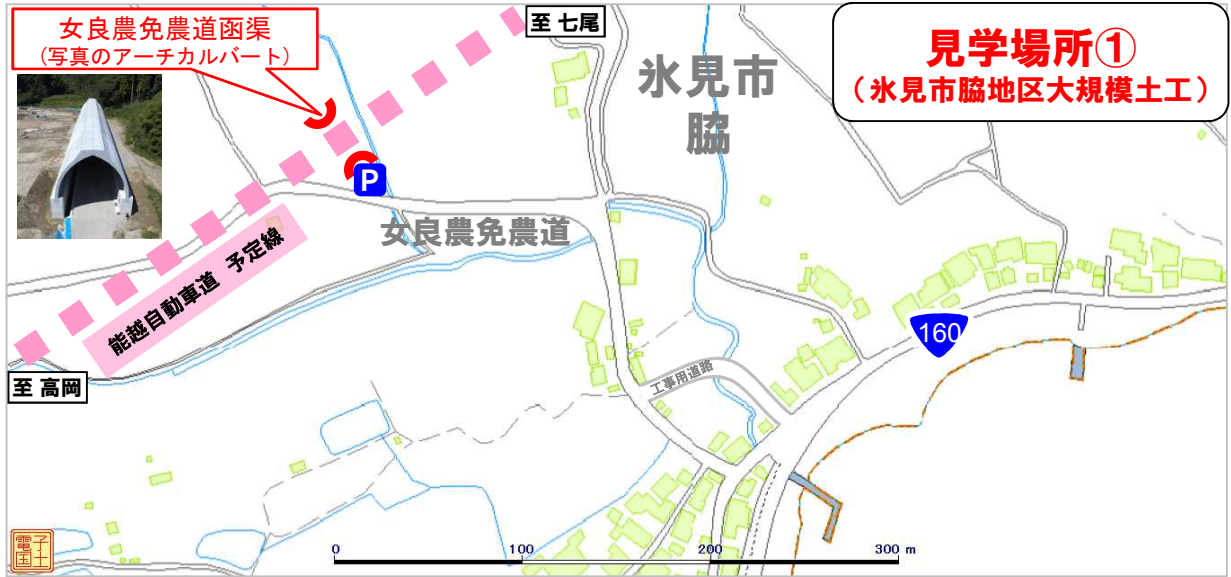 女良農免農道函渠
(写真のアーチカルバート)
至 七尾
見学場所①
(氷見市脇地区大規模土工)
氷見市
脇
P
女良農免農道
能越自動車道 予定線
160
至 高岡
工事用道路
電子
国土
0 100 200 300 m